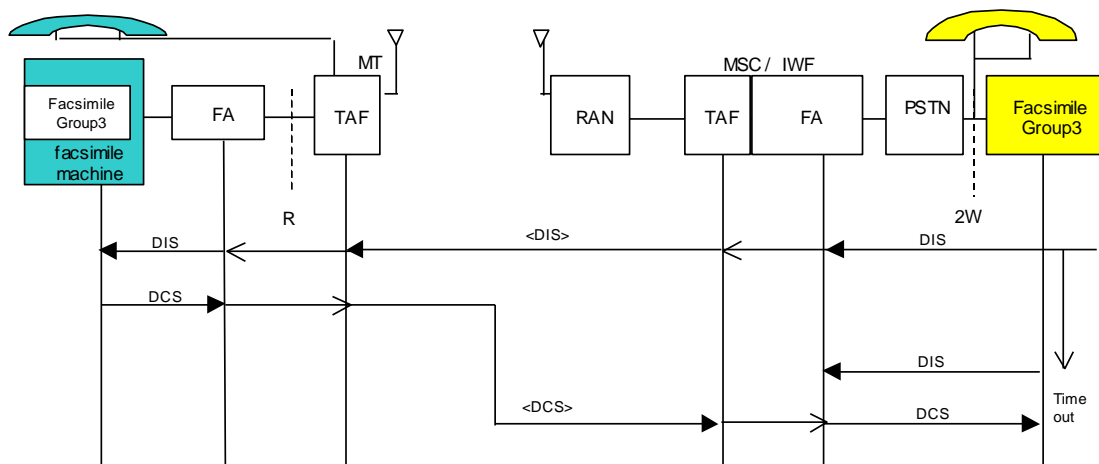 MT
MSC / IWF
Facsimile
Group3
facsimile
machine
FA
TAF
RAN
TAF
FA
PSTN
Facsimile
Group3
R
2W
DIS
<DIS>
DIS
DCS
DIS
Time
out
<DCS>
DCS